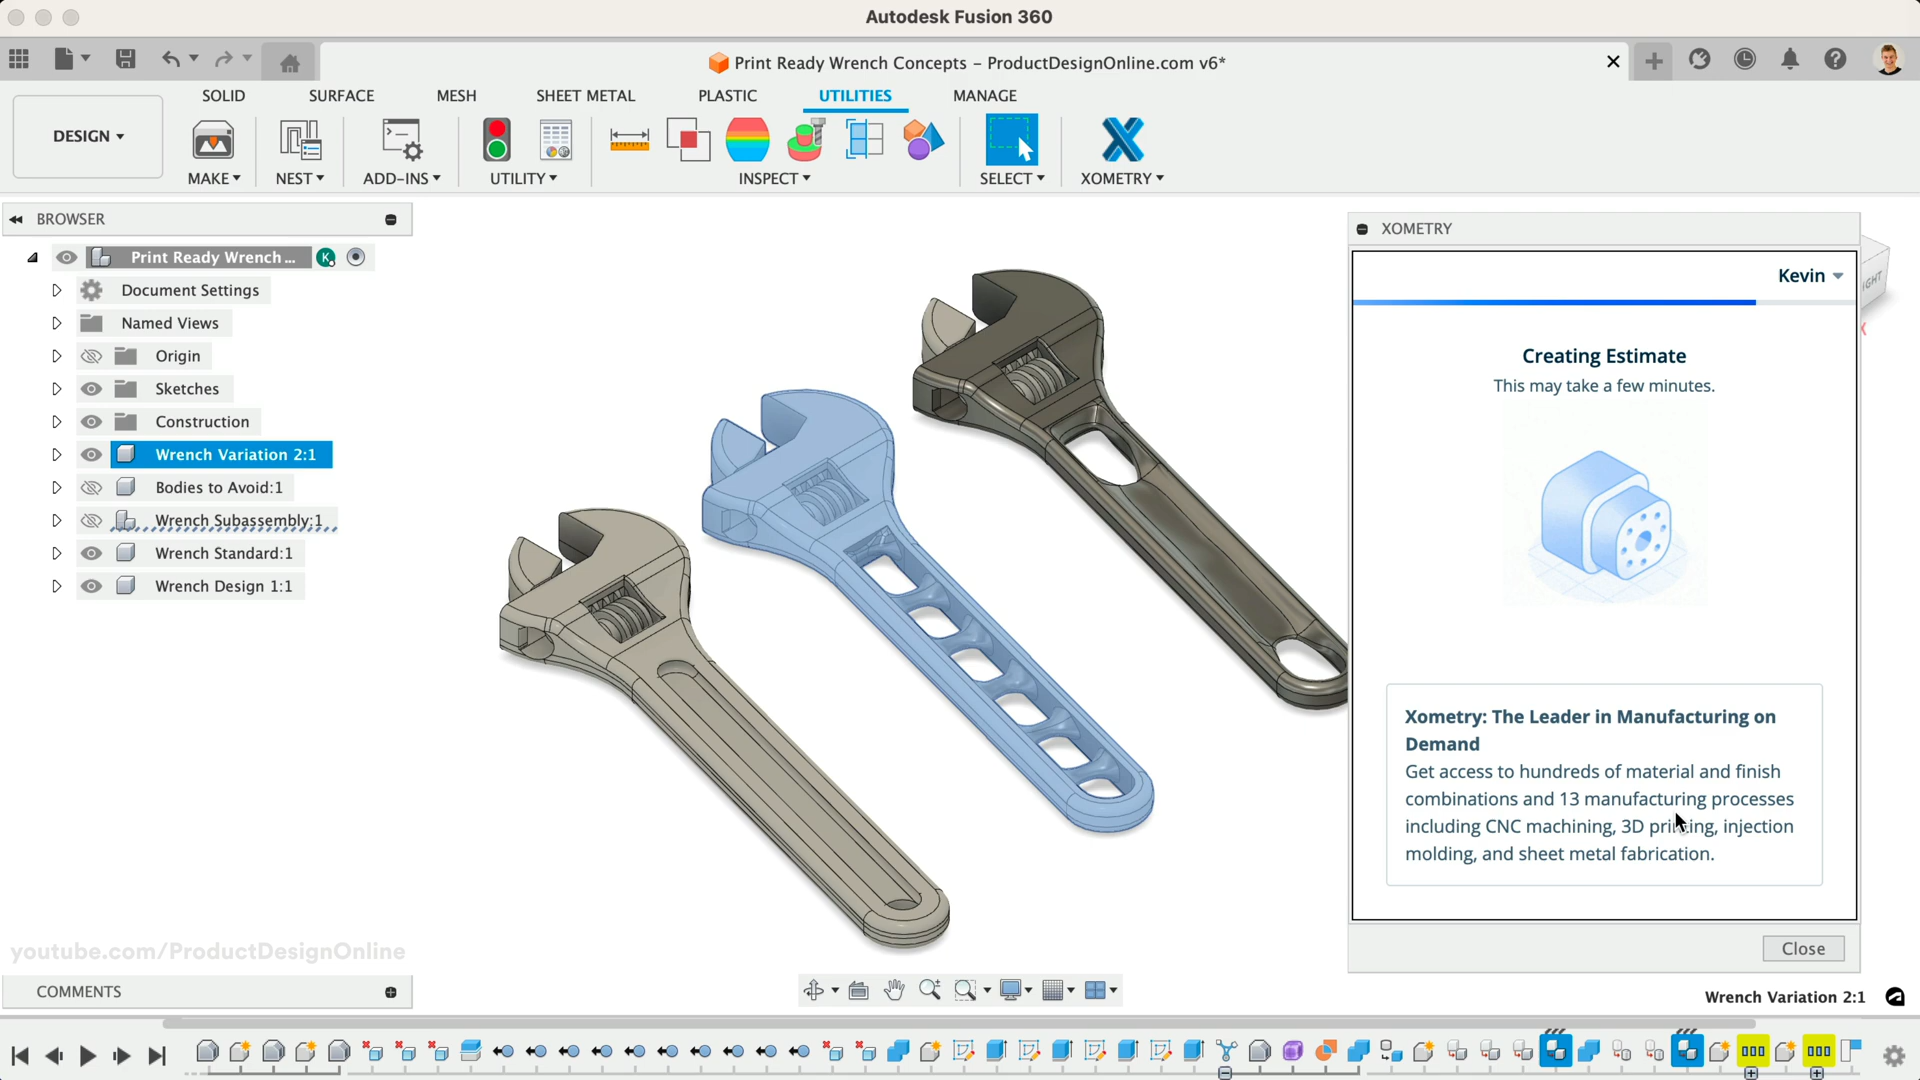 Autodesk Fusion 360
Print Ready Wrench Concepts – ProductDesignOnline.com v6*
SOLID
SURFACE
MESH
SHEET METAL
PLASTIC
UTILITIES
MANAGE
DESIGN
MAKE
NEST
ADD-INS
UTILITY
INSPECT
SELECT
XOMETRY
BROWSER
Print Ready Wrench ...
K
Document Settings
Named Views
Origin
Sketches
Construction
Wrench Variation 2:1
Bodies to Avoid:1
Wrench Subassembly:1
Wrench Standard:1
Wrench Design 1:1
XOMETRY
Kevin
Creating Estimate
This may take a few minutes.
Xometry: The Leader in Manufacturing on
Demand
Get access to hundreds of material and finish
combinations and 13 manufacturing processes
including CNC machining, 3D printing, injection
molding, and sheet metal fabrication.
Close
IGHT
X
youtube.com/ProductDesignOnline
COMMENTS
Wrench Variation 2:1